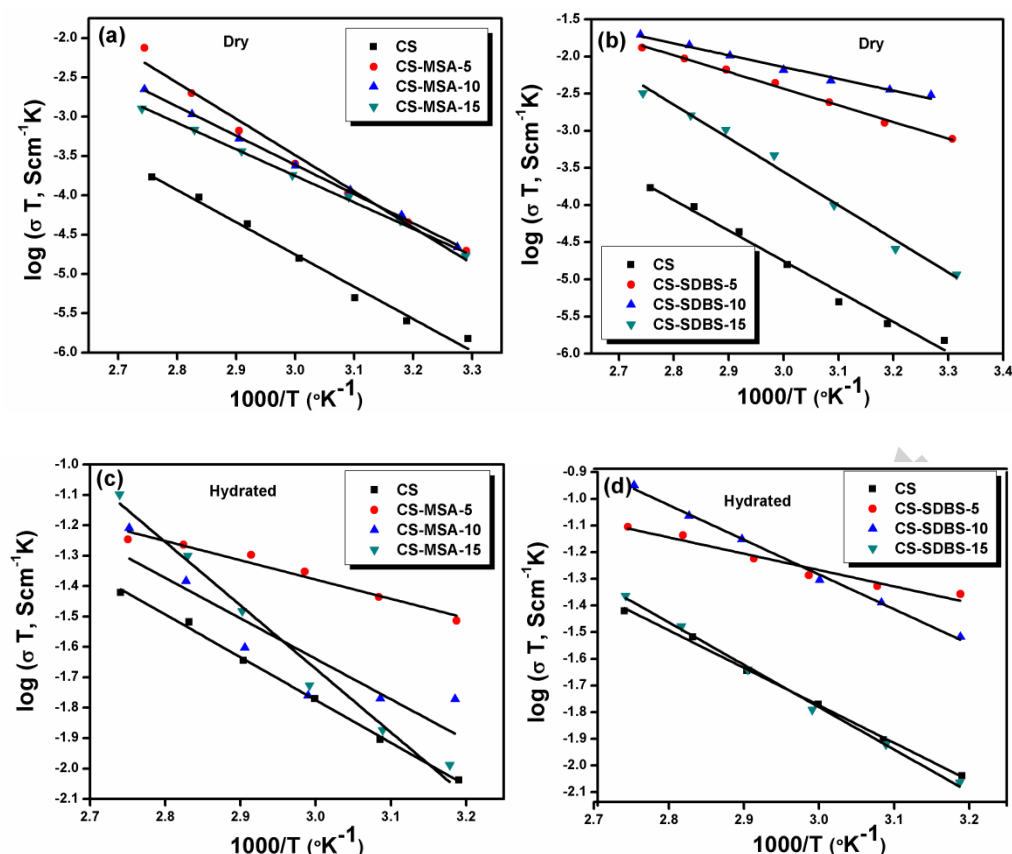 (a)
Dry
CS
CS-MSA-5
CS-MSA-10
CS-MSA-15
log (σ T, Scm⁻¹K)
-2.0
-2.5
-3.0
-3.5
-4.0
-4.5
-5.0
-5.5
-6.0
2.7 2.8 2.9 3.0 3.1 3.2 3.3
1000/T (°K⁻¹)
(b)
Dry
CS
CS-SDBS-5
CS-SDBS-10
CS-SDBS-15
log (σ T, Scm⁻¹K)
-1.5
-2.0
-2.5
-3.0
-3.5
-4.0
-4.5
-5.0
-5.5
-6.0
2.7 2.8 2.9 3.0 3.1 3.2 3.3 3.4
1000/T (°K⁻¹)
(c)
Hydrated
CS
CS-MSA-5
CS-MSA-10
CS-MSA-15
log (σ T, Scm⁻¹K)
-1.0
-1.1
-1.2
-1.3
-1.4
-1.5
-1.6
-1.7
-1.8
-1.9
-2.0
-2.1
2.7 2.8 2.9 3.0 3.1 3.2
1000/T (°K⁻¹)
(d)
Hydrated
CS
CS-SDBS-5
CS-SDBS-10
CS-SDBS-15
log (σ T, Scm⁻¹K)
-0.9
-1.0
-1.1
-1.2
-1.3
-1.4
-1.5
-1.6
-1.7
-1.8
-1.9
-2.0
-2.1
2.7 2.8 2.9 3.0 3.1 3.2
1000/T (°K⁻¹)